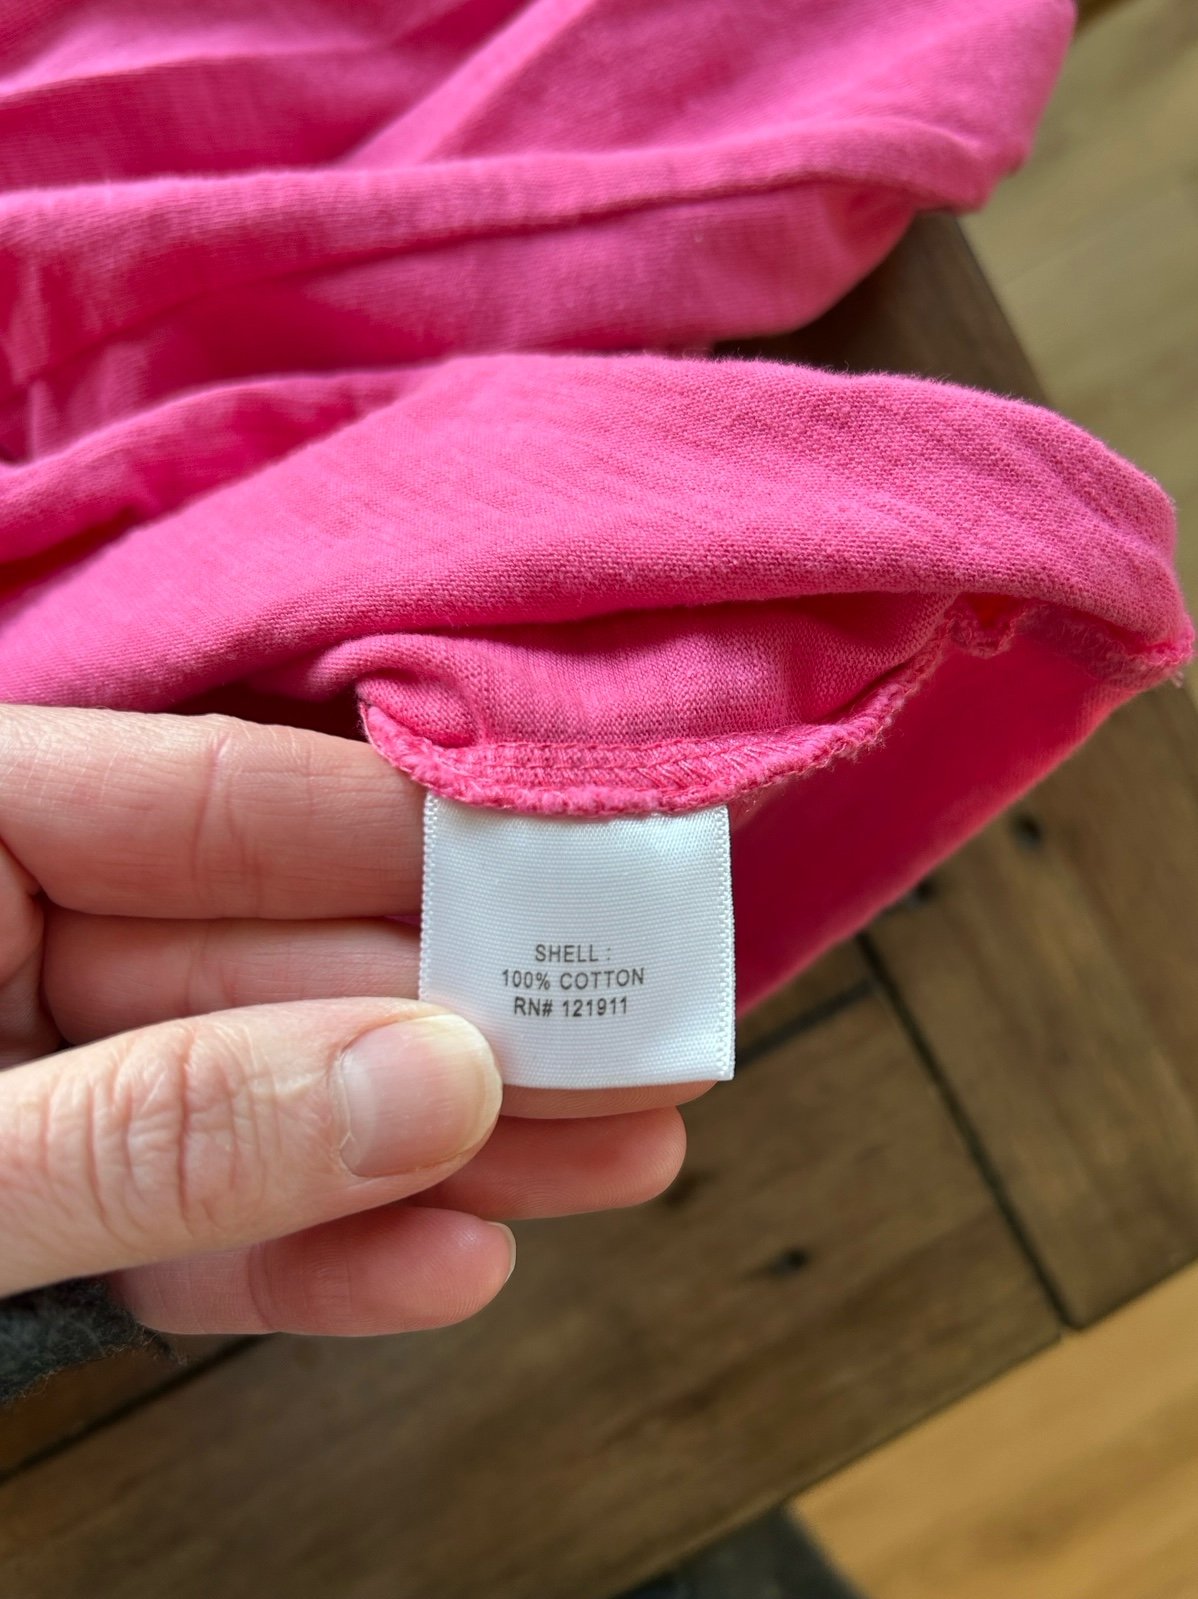 SHELL :
100% COTTON
RN# 121911